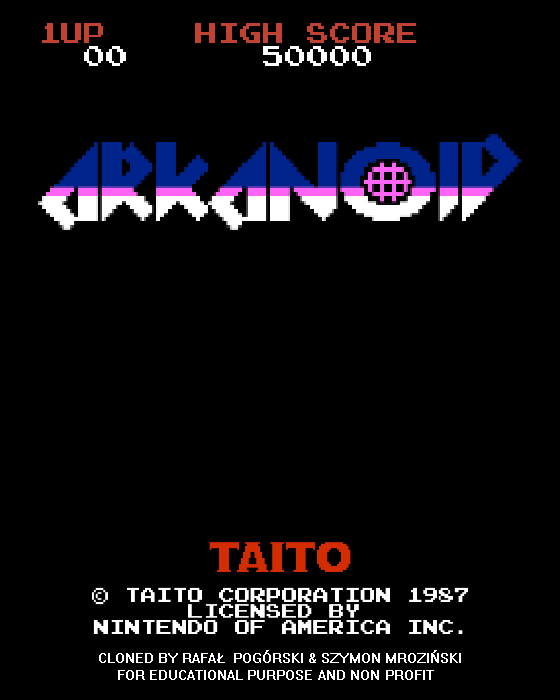 1UP HIGH SCORE
00 50000
ARKANOID
TAITO
© TAITO CORPORATION 1987
LICENSED BY
NINTENDO OF AMERICA INC.
CLONED BY RAFAŁ POGÓRSKI & SZYMON MROZIŃSKI
FOR EDUCATIONAL PURPOSE AND NON PROFIT